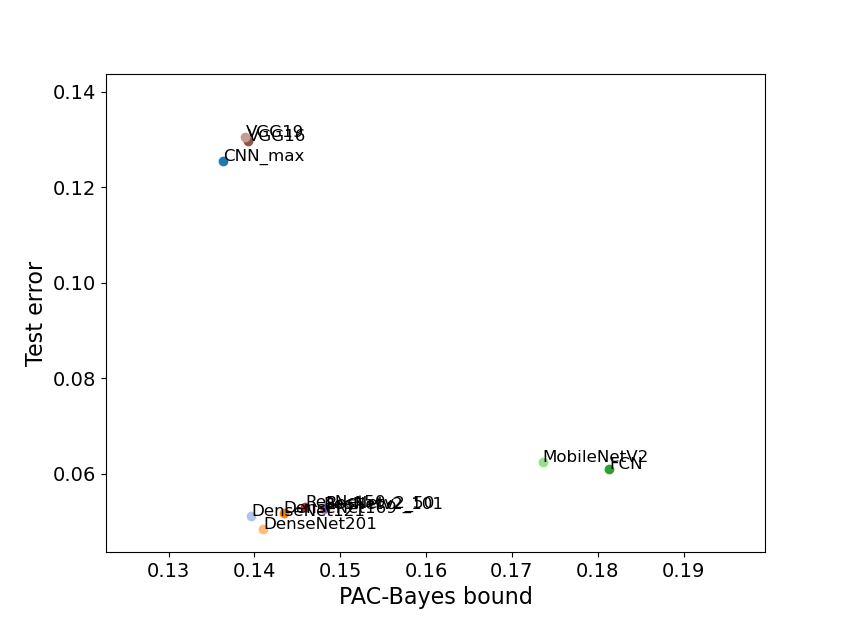 0.14
VGG19
VGG16
CNN_max
0.12
0.10
Test error
0.08
MobileNetV2
FCN
0.06
DenseNet121
DenseNet169
DenseNet201
0.13 0.14 0.15 0.16 0.17 0.18 0.19
PAC-Bayes bound